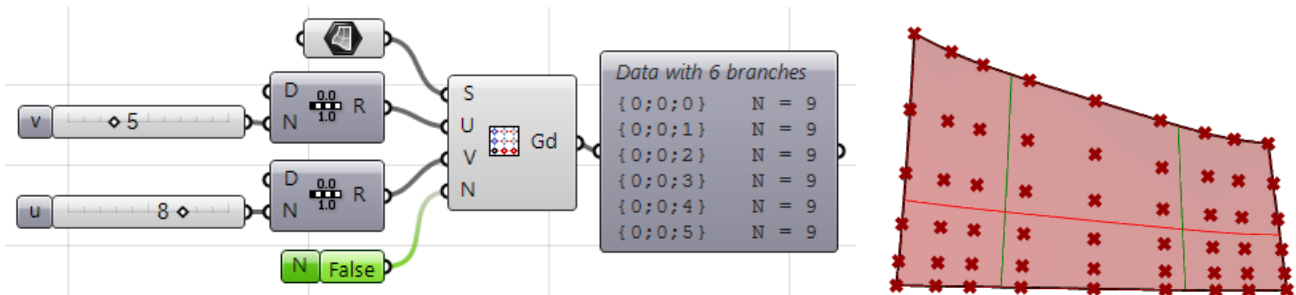 v 5
D 0.0 R
N 1.0
u 8
D 0.0 R
N 1.0
N False
S
U Gd
V
N
Data with 6 branches
{0;0;0} N = 9
{0;0;1} N = 9
{0;0;2} N = 9
{0;0;3} N = 9
{0;0;4} N = 9
{0;0;5} N = 9